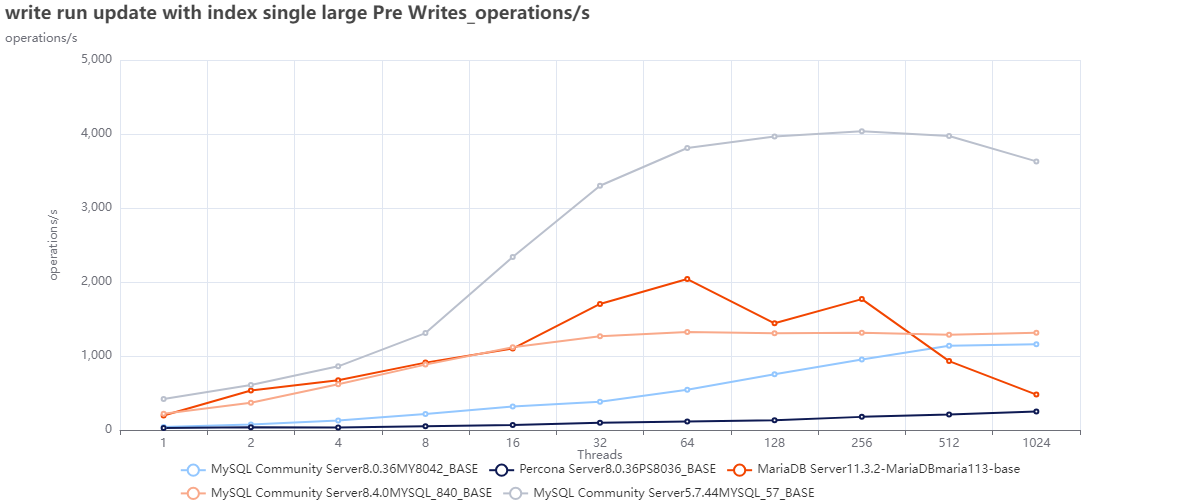 write run update with index single large Pre Writes_operations/s
operations/s
5,000
4,000
3,000
2,000
1,000
0
operations/s
1 2 4 8 16 32 64 128 256 512 1024
Threads
MySQL Community Server8.0.36MY8042_BASE Percona Server8.0.36PS8036_BASE MariaDB Server11.3.2-MariaDBmaria113-base
MySQL Community Server8.4.0MYSQL_840_BASE MySQL Community Server5.7.44MYSQL_57_BASE